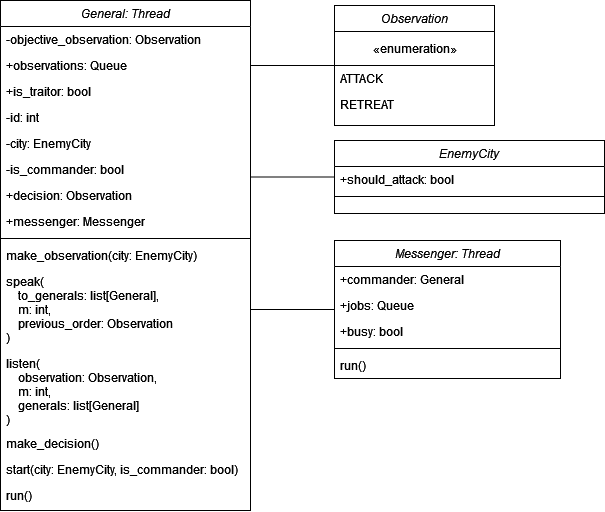 General: Thread
-objective_observation: Observation
+observations: Queue
+is_traitor: bool
-id: int
-city: EnemyCity
-is_commander: bool
+decision: Observation
+messenger: Messenger
make_observation(city: EnemyCity)
speak(
to_generals: list[General],
m: int,
previous_order: Observation
)
listen(
observation: Observation,
m: int,
generals: list[General]
)
make_decision()
start(city: EnemyCity, is_commander: bool)
run()
Observation
«enumeration»
ATTACK
RETREAT
EnemyCity
+should_attack: bool
Messenger: Thread
+commander: General
+jobs: Queue
+busy: bool
run()